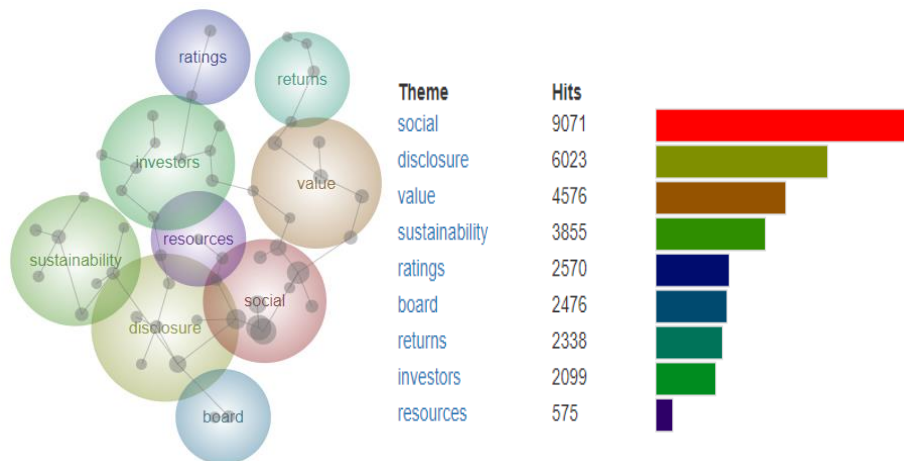 ratings
returns
investors
value
resources
sustainability
social
disclosure
board
Theme Hits
social 9071
disclosure 6023
value 4576
sustainability 3855
ratings 2570
board 2476
returns 2338
investors 2099
resources 575